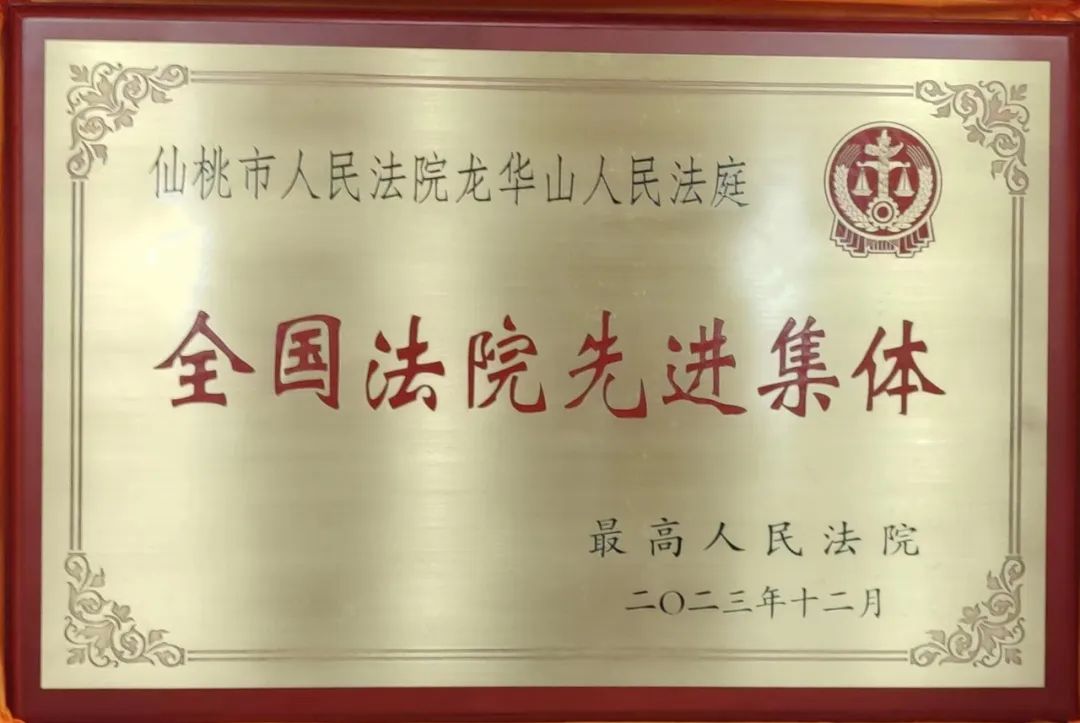 仙桃市人民法院龙华山人民法庭
全国法院先进集体
最高人民法院
二〇二三年十二月